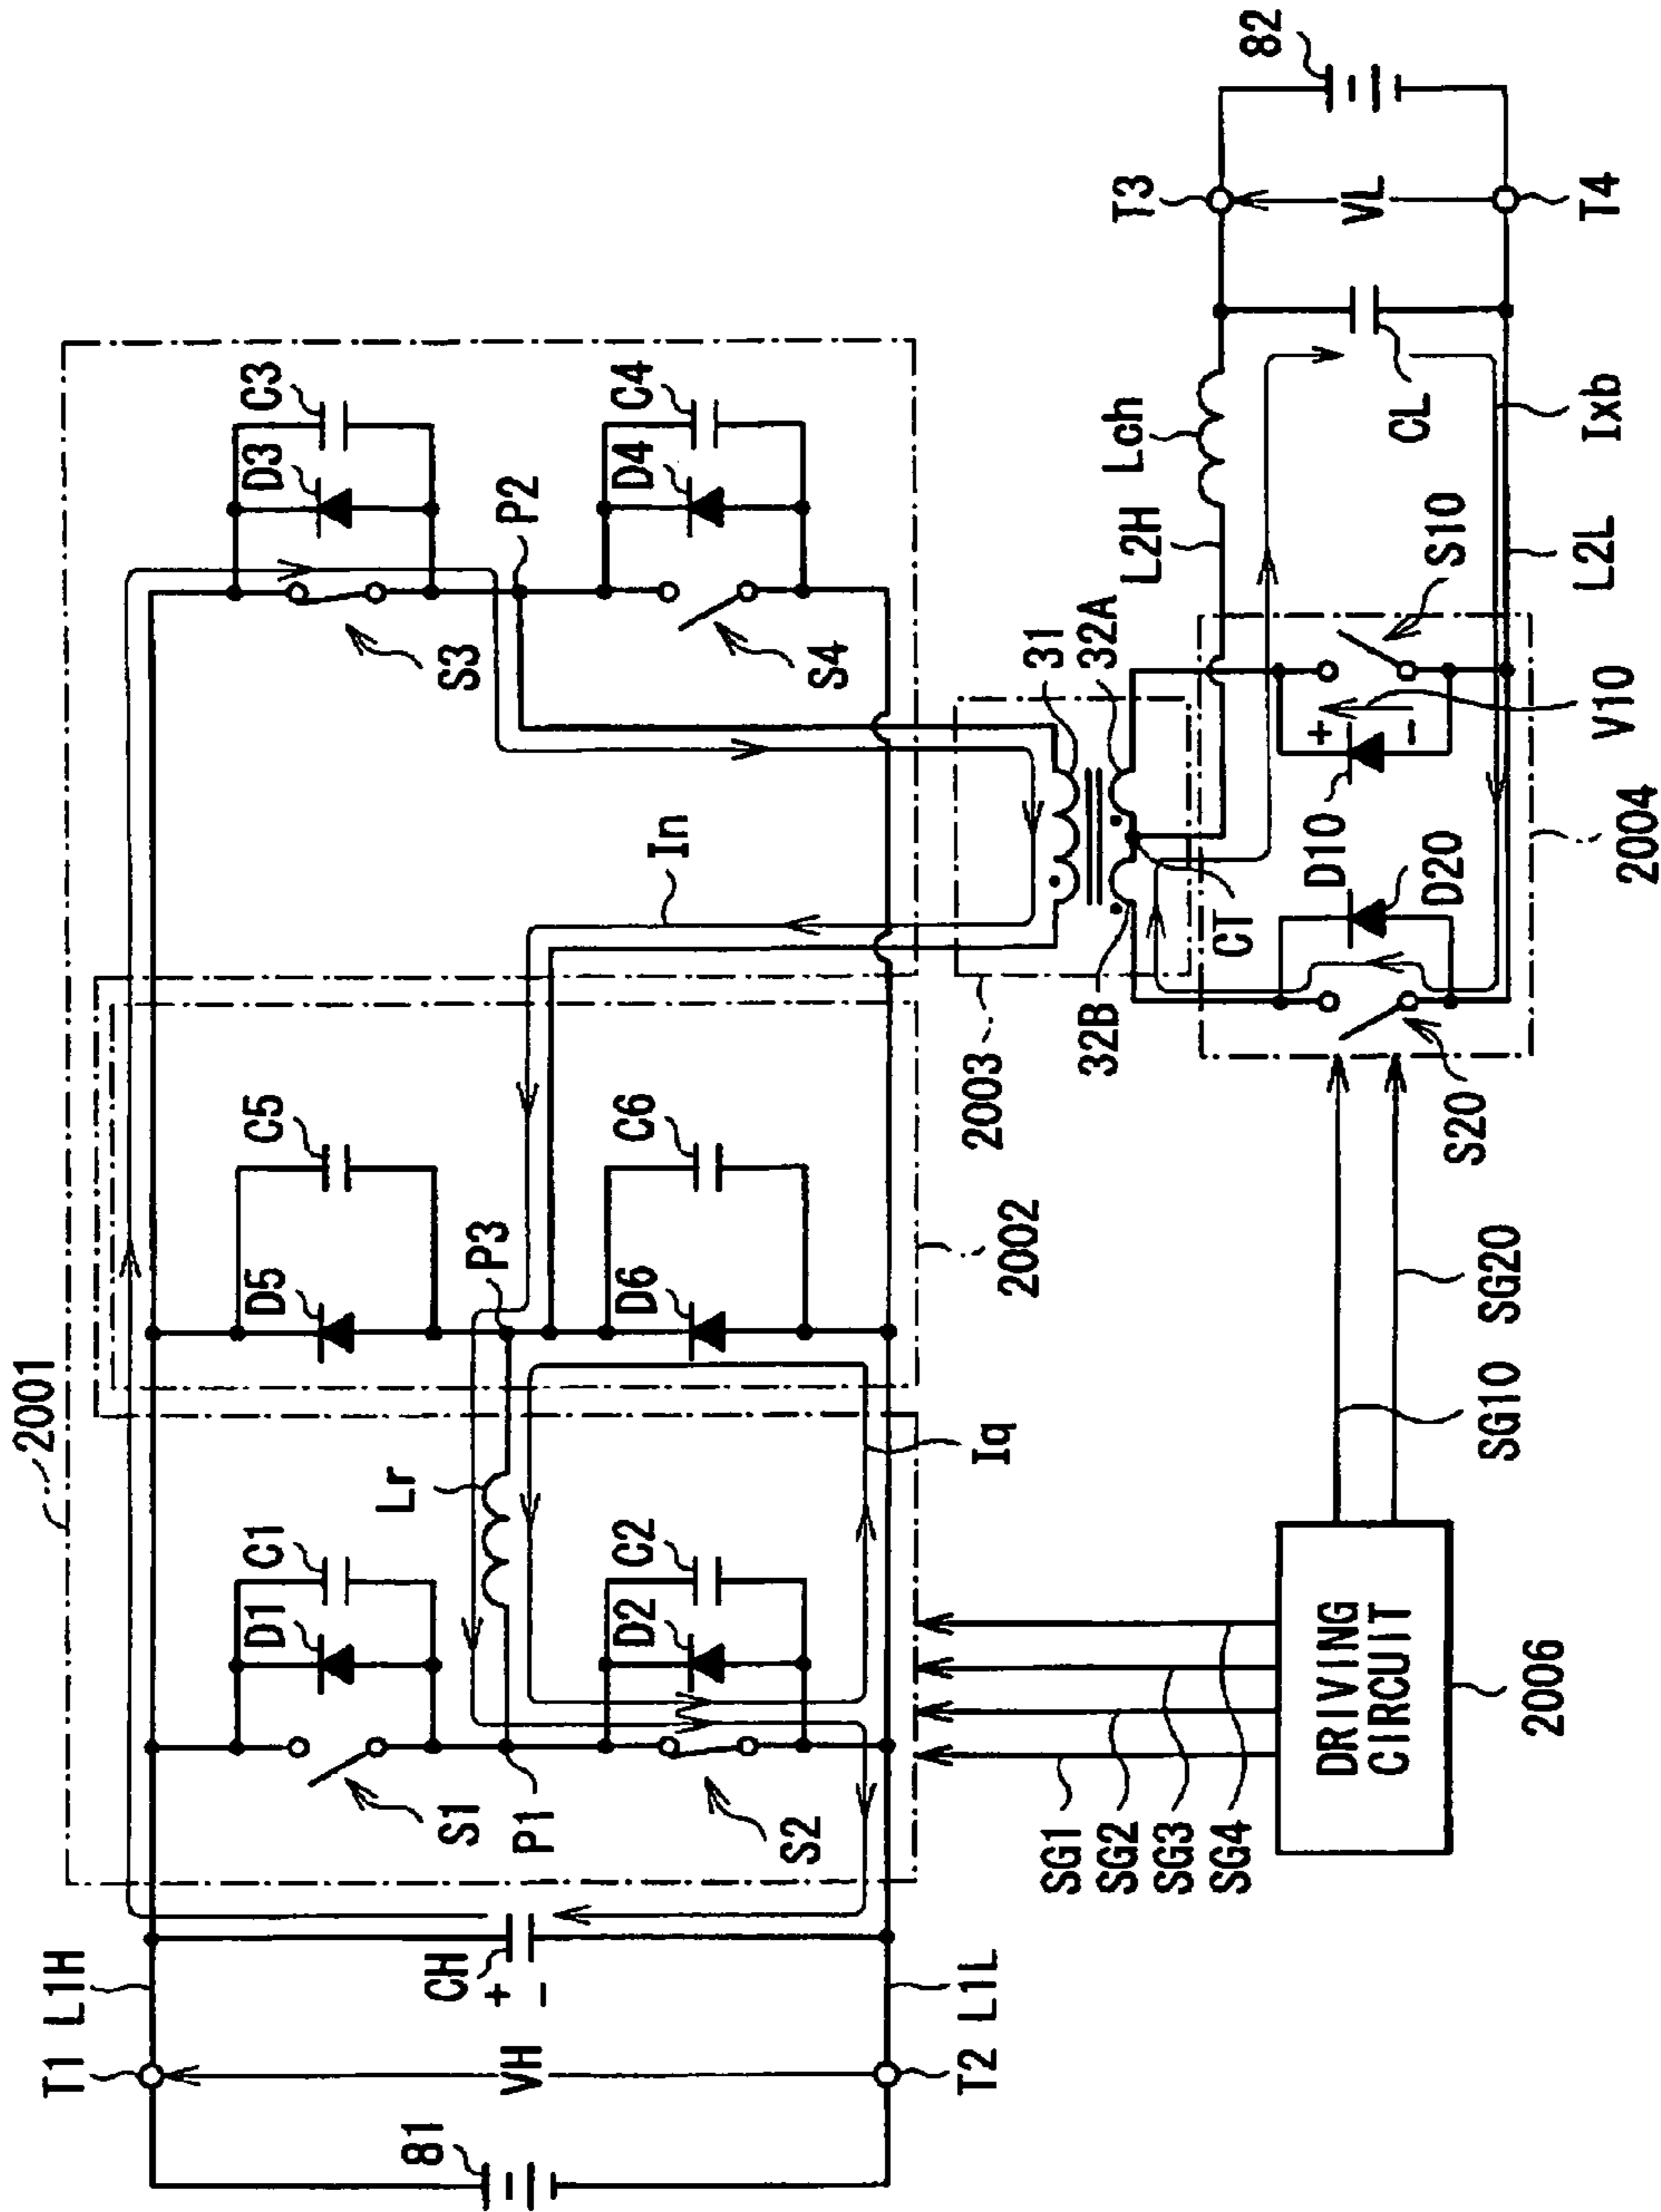 2001
T1 L1H
81
VH
T2 L1L
CH
+
-
S1
D1
C1
P1
Lr
S2
D2
C2
Iq
D5
C5
P3
D6
C6
2002
In
S3
D3
C3
P2
S4
D4
C4
2003
31
32A
32B
CT
L2H
Lch
T3
82
VL
T4
CL
Ixb
L2L
S10
V10
+
-
D10
D20
2004
S20
SG10 SG20
SG1
SG2
SG3
SG4
DRIVING
CIRCUIT
2006